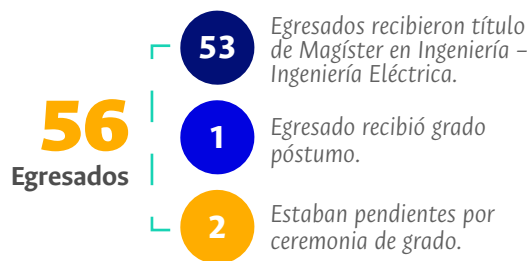 56
Egresados
53
Egresados recibieron título
de Magíster en Ingeniería –
Ingeniería Eléctrica.
1
Egresado recibió grado
póstumo.
2
Estaban pendientes por
ceremonia de grado.